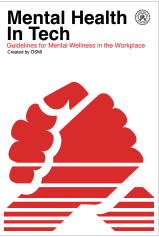 Mental Health
In Tech
Guidelines for Mental Wellness in the Workplace
Created by OSMI